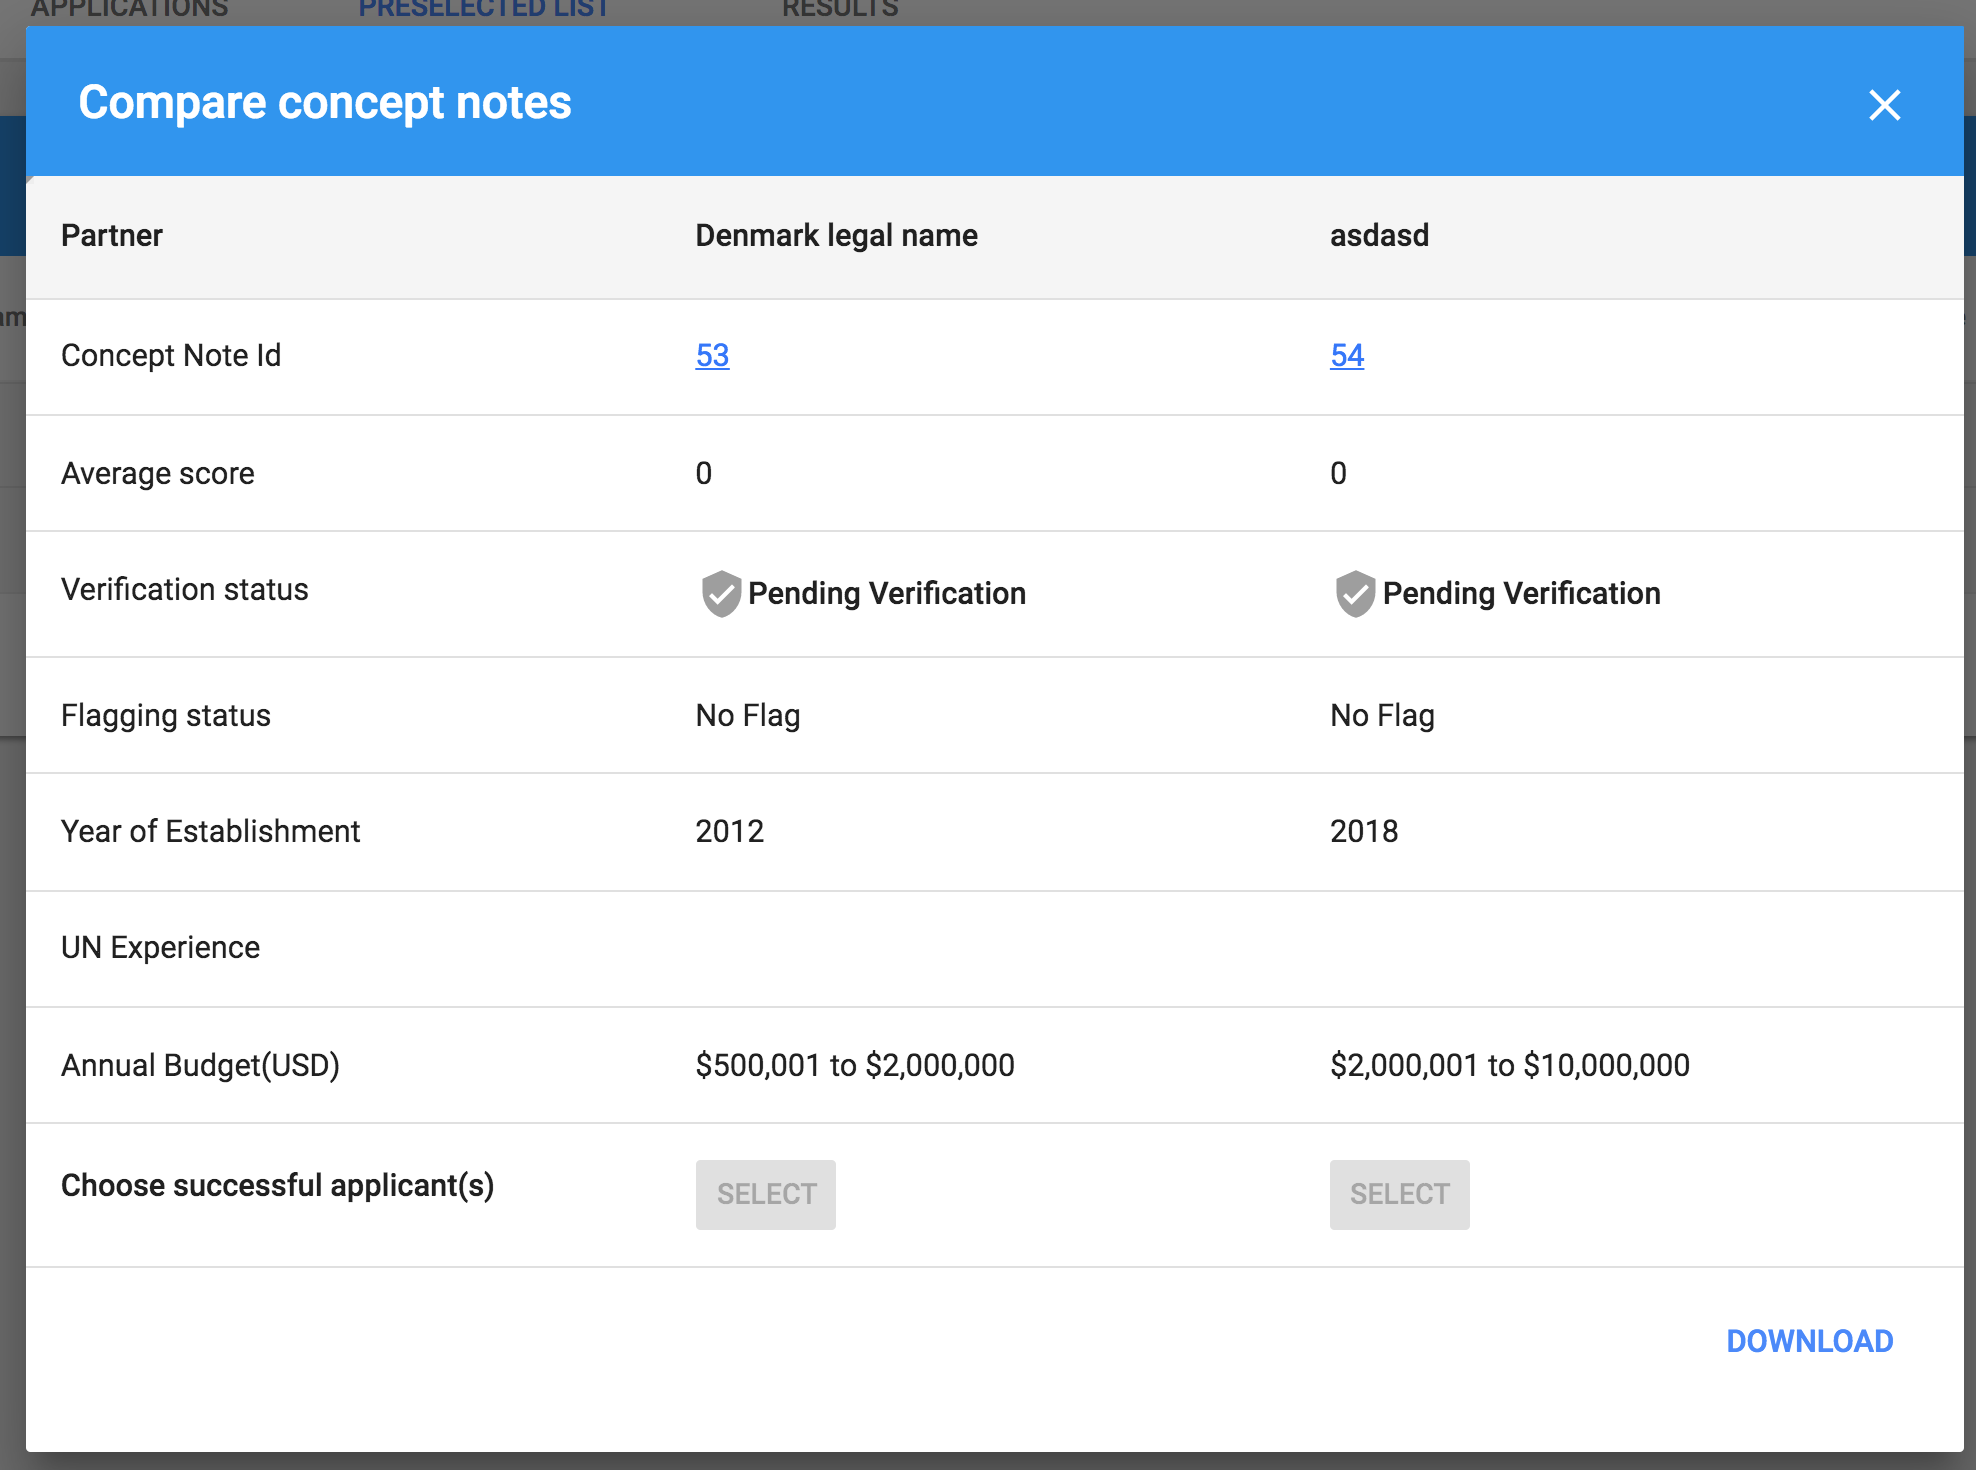 APPLICATIONS PRESELECTED LIST RESULTS
Compare concept notes
Partner Denmark legal name asdasd
Concept Note Id 53 54
Average score 0 0
Verification status Pending Verification Pending Verification
Flagging status No Flag No Flag
Year of Establishment 2012 2018
UN Experience
Annual Budget(USD) $500,001 to $2,000,000 $2,000,001 to $10,000,000
Choose successful applicant(s) SELECT SELECT
DOWNLOAD